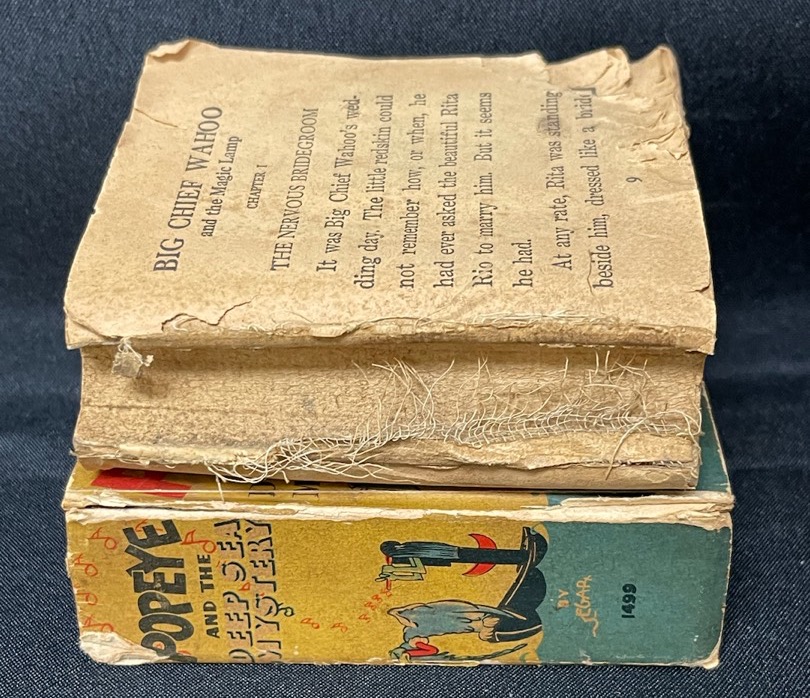 BIG CHIEF WAHOO
and the Magic Lamp
CHAPTER I
THE NERVOUS BRIDEGROOM
It was Big Chief Wahoo's wed-
ding day. The little redskin could
not remember how, or when, he
had ever asked the beautiful Rita
Rio to marry him. But it seems
he had.
At any rate, Rita was standing
beside him, dressed like a bride
9
POPEYE
AND THE
DEEP SEA
MYSTERY
BY
SEGAR
1499